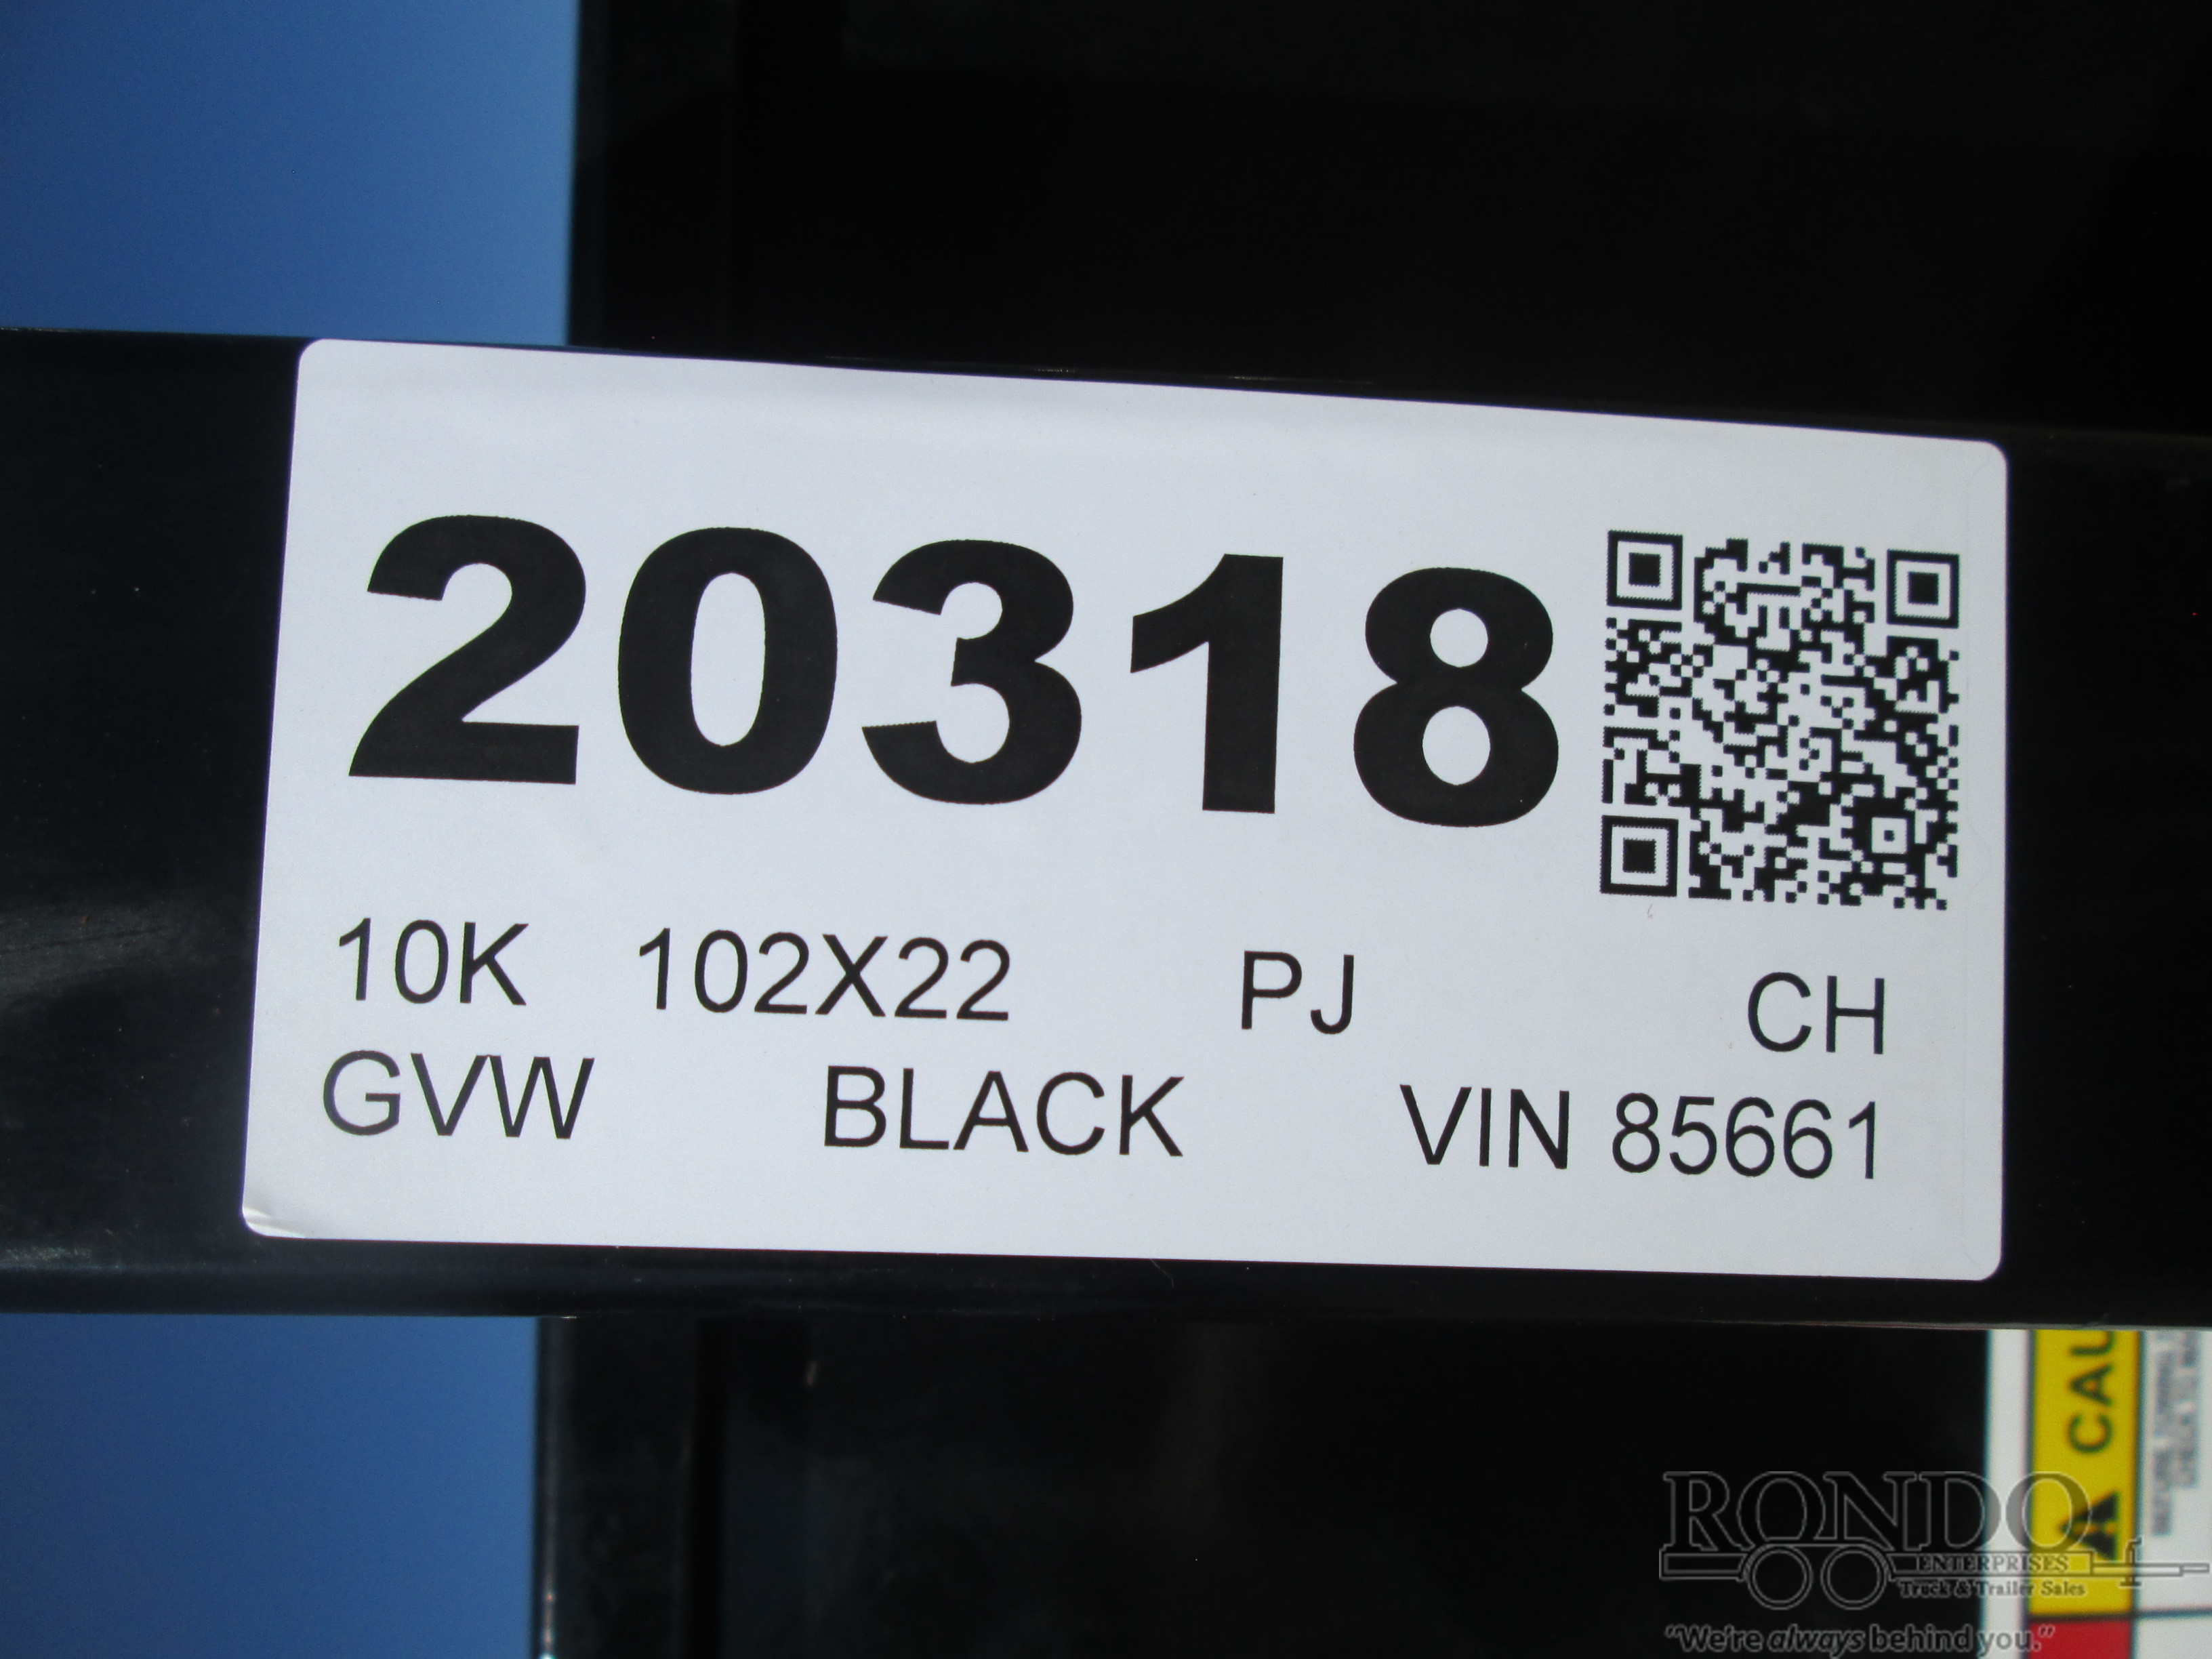 20318
10K 102X22 PJ CH
GVW BLACK VIN 85661
CAU
RONDO
ENTERPRISES
Truck & Trailer Sales
"We're always behind you."